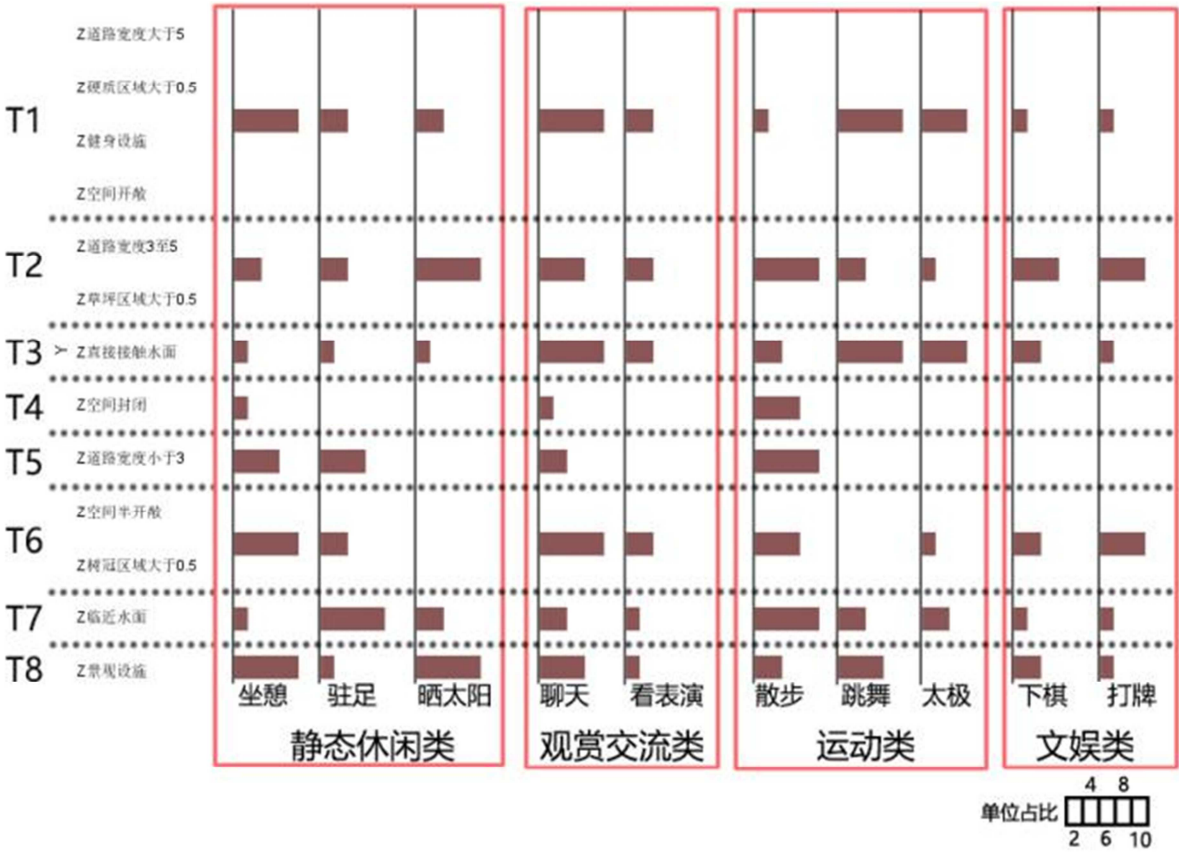 Z道路宽度大于5
Z硬质区域大于0.5
T1
Z健身设施
Z空间开敞
Z道路宽度3至5
T2
Z草坪区域大于0.5
T3 Y Z直接接触水面
T4 Z空间封闭
T5 Z道路宽度小于3
Z空间半开敞
T6
Z树冠区域大于0.5
T7 Z临近水面
T8 Z景观设施
坐憩 驻足 晒太阳 聊天 看表演 散步 跳舞 太极 下棋 打牌
静态休闲类 观赏交流类 运动类 文娱类
4 8
单位占比
2 6 10